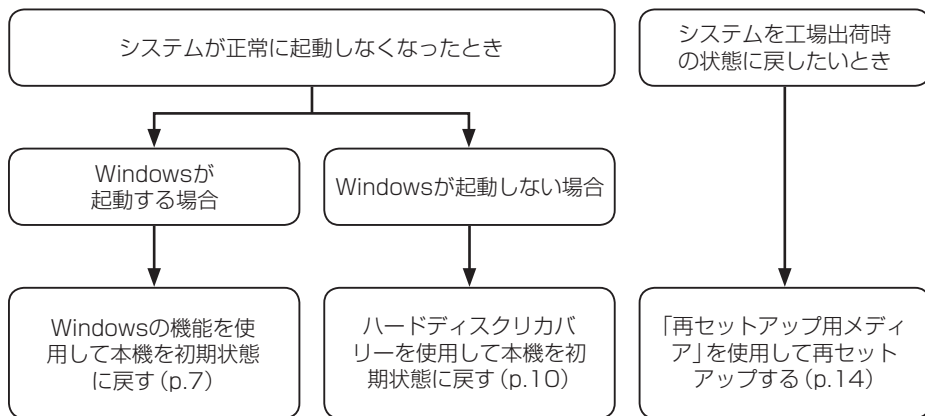 システムが正常に起動しなくなったとき
システムを工場出荷時
の状態に戻したいとき
Windowsが
起動する場合
Windowsが起動しない場合
Windowsの機能を使
用して本機を初期状態
に戻す(p.7)
ハードディスクリカバ
リーを使用して本機を初
期状態に戻す(p.10)
「再セットアップ用メディ
ア」を使用して再セット
アップする(p.14)